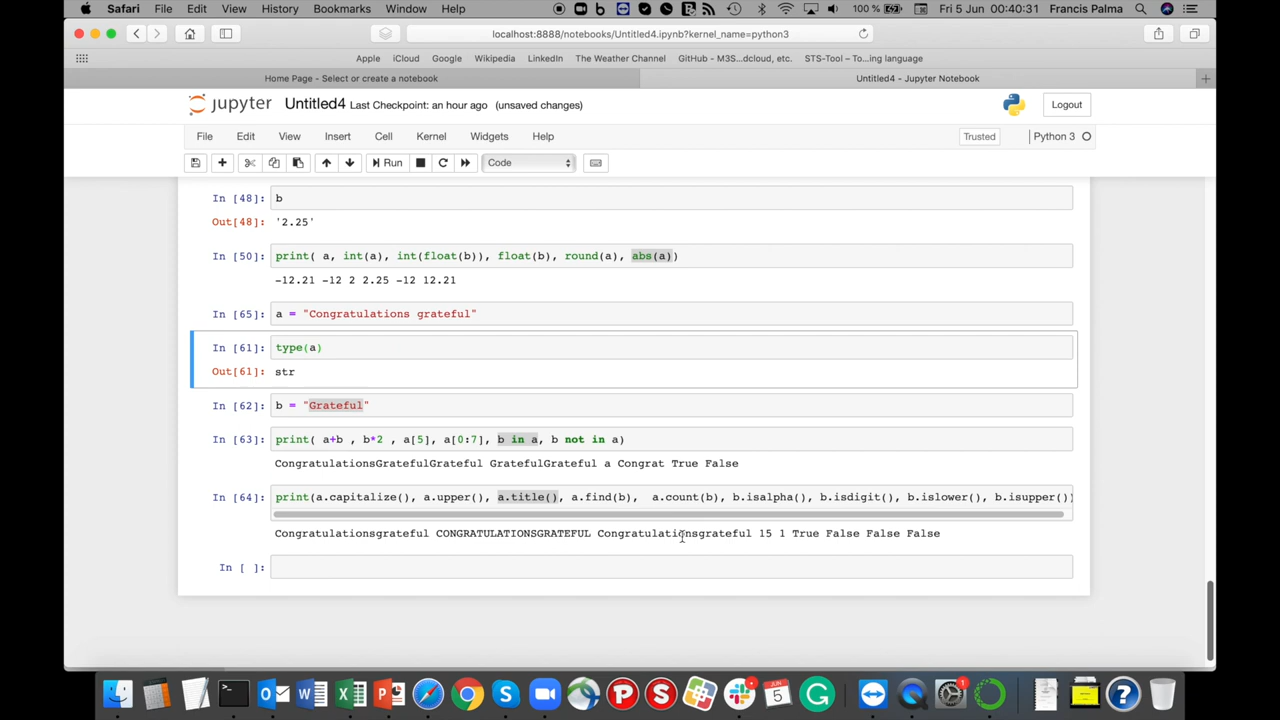 Safari File Edit View History Bookmarks Window Help 100 % Fri 5 Jun 00:40:31 Francis Palma
localhost:8888/notebooks/Untitled4.ipynb?kernel_name=python3
Apple iCloud Google Wikipedia LinkedIn The Weather Channel GitHub - M3S...dcloud, etc. STS-Tool – To...ing language
Home Page - Select or create a notebook Untitled4 - Jupyter Notebook
jupyter Untitled4 Last Checkpoint: an hour ago (unsaved changes) Logout
File Edit View Insert Cell Kernel Widgets Help Trusted Python 3
Run Code
In [48]: b
Out[48]: '2.25'
In [50]: print( a, int(a), int(float(b)), float(b), round(a), abs(a))
-12.21 -12 2 2.25 -12 12.21
In [65]: a = "Congratulations grateful"
In [61]: type(a)
Out[61]: str
In [62]: b = "Grateful"
In [63]: print( a+b , b*2 , a[5], a[0:7], b in a, b not in a)
CongratulationsGratefulGrateful GratefulGrateful a Congrat True False
In [64]: print(a.capitalize(), a.upper(), a.title(), a.find(b), a.count(b), b.isalpha(), b.isdigit(), b.islower(), b.isupper())
Congratulationsgrateful CONGRATULATIONSGRATEFUL Congratulationsgrateful 15 1 True False False False
In [ ]: